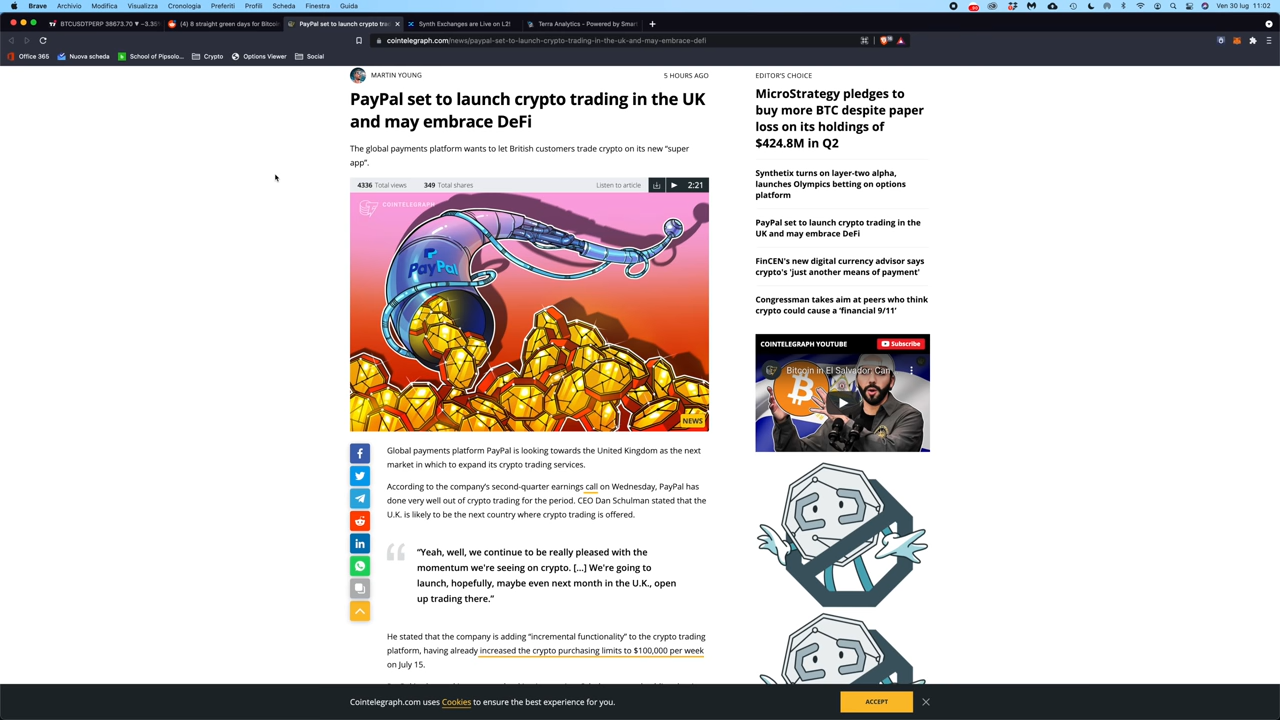 Brave Archivio Modifica Visualizza Cronologia Preferiti Profili Scheda Finestra Guida
Ven 30 lug 11:02
BTCUSDTPERP 38673.70 ▼ −3.35
(4) 8 straight green days for Bitcoi
PayPal set to launch crypto trad
Synth Exchanges are Live on L2!
Terra Analytics - Powered by Smar
cointelegraph.com/news/paypal-set-to-launch-crypto-trading-in-the-uk-and-may-embrace-defi
Office 365 Nuova scheda School of Pipsolo... Crypto Options Viewer Social
MARTIN YOUNG
5 HOURS AGO
PayPal set to launch crypto trading in the UK
and may embrace DeFi
The global payments platform wants to let British customers trade crypto on its new “super
app”.
4336 Total views 349 Total shares Listen to article 2:21
COINTELEGRAPH
PayPal
NEWS
Global payments platform PayPal is looking towards the United Kingdom as the next
market in which to expand its crypto trading services.
According to the company’s second-quarter earnings call on Wednesday, PayPal has
done very well out of crypto trading for the period. CEO Dan Schulman stated that the
U.K. is likely to be the next country where crypto trading is offered.
“Yeah, well, we continue to be really pleased with the
momentum we're seeing on crypto. [...] We're going to
launch, hopefully, maybe even next month in the U.K., open
up trading there.”
He stated that the company is adding “incremental functionality” to the crypto trading
platform, having already increased the crypto purchasing limits to $100,000 per week
on July 15.
EDITOR’S CHOICE
MicroStrategy pledges to
buy more BTC despite paper
loss on its holdings of
$424.8M in Q2
Synthetix turns on layer-two alpha,
launches Olympics betting on options
platform
PayPal set to launch crypto trading in the
UK and may embrace DeFi
FinCEN's new digital currency advisor says
crypto's 'just another means of payment'
Congressman takes aim at peers who think
crypto could cause a ‘financial 9/11’
COINTELEGRAPH YOUTUBE
Subscribe
Bitcoin in El Salvador: Can
Cointelegraph.com uses Cookies to ensure the best experience for you.
ACCEPT